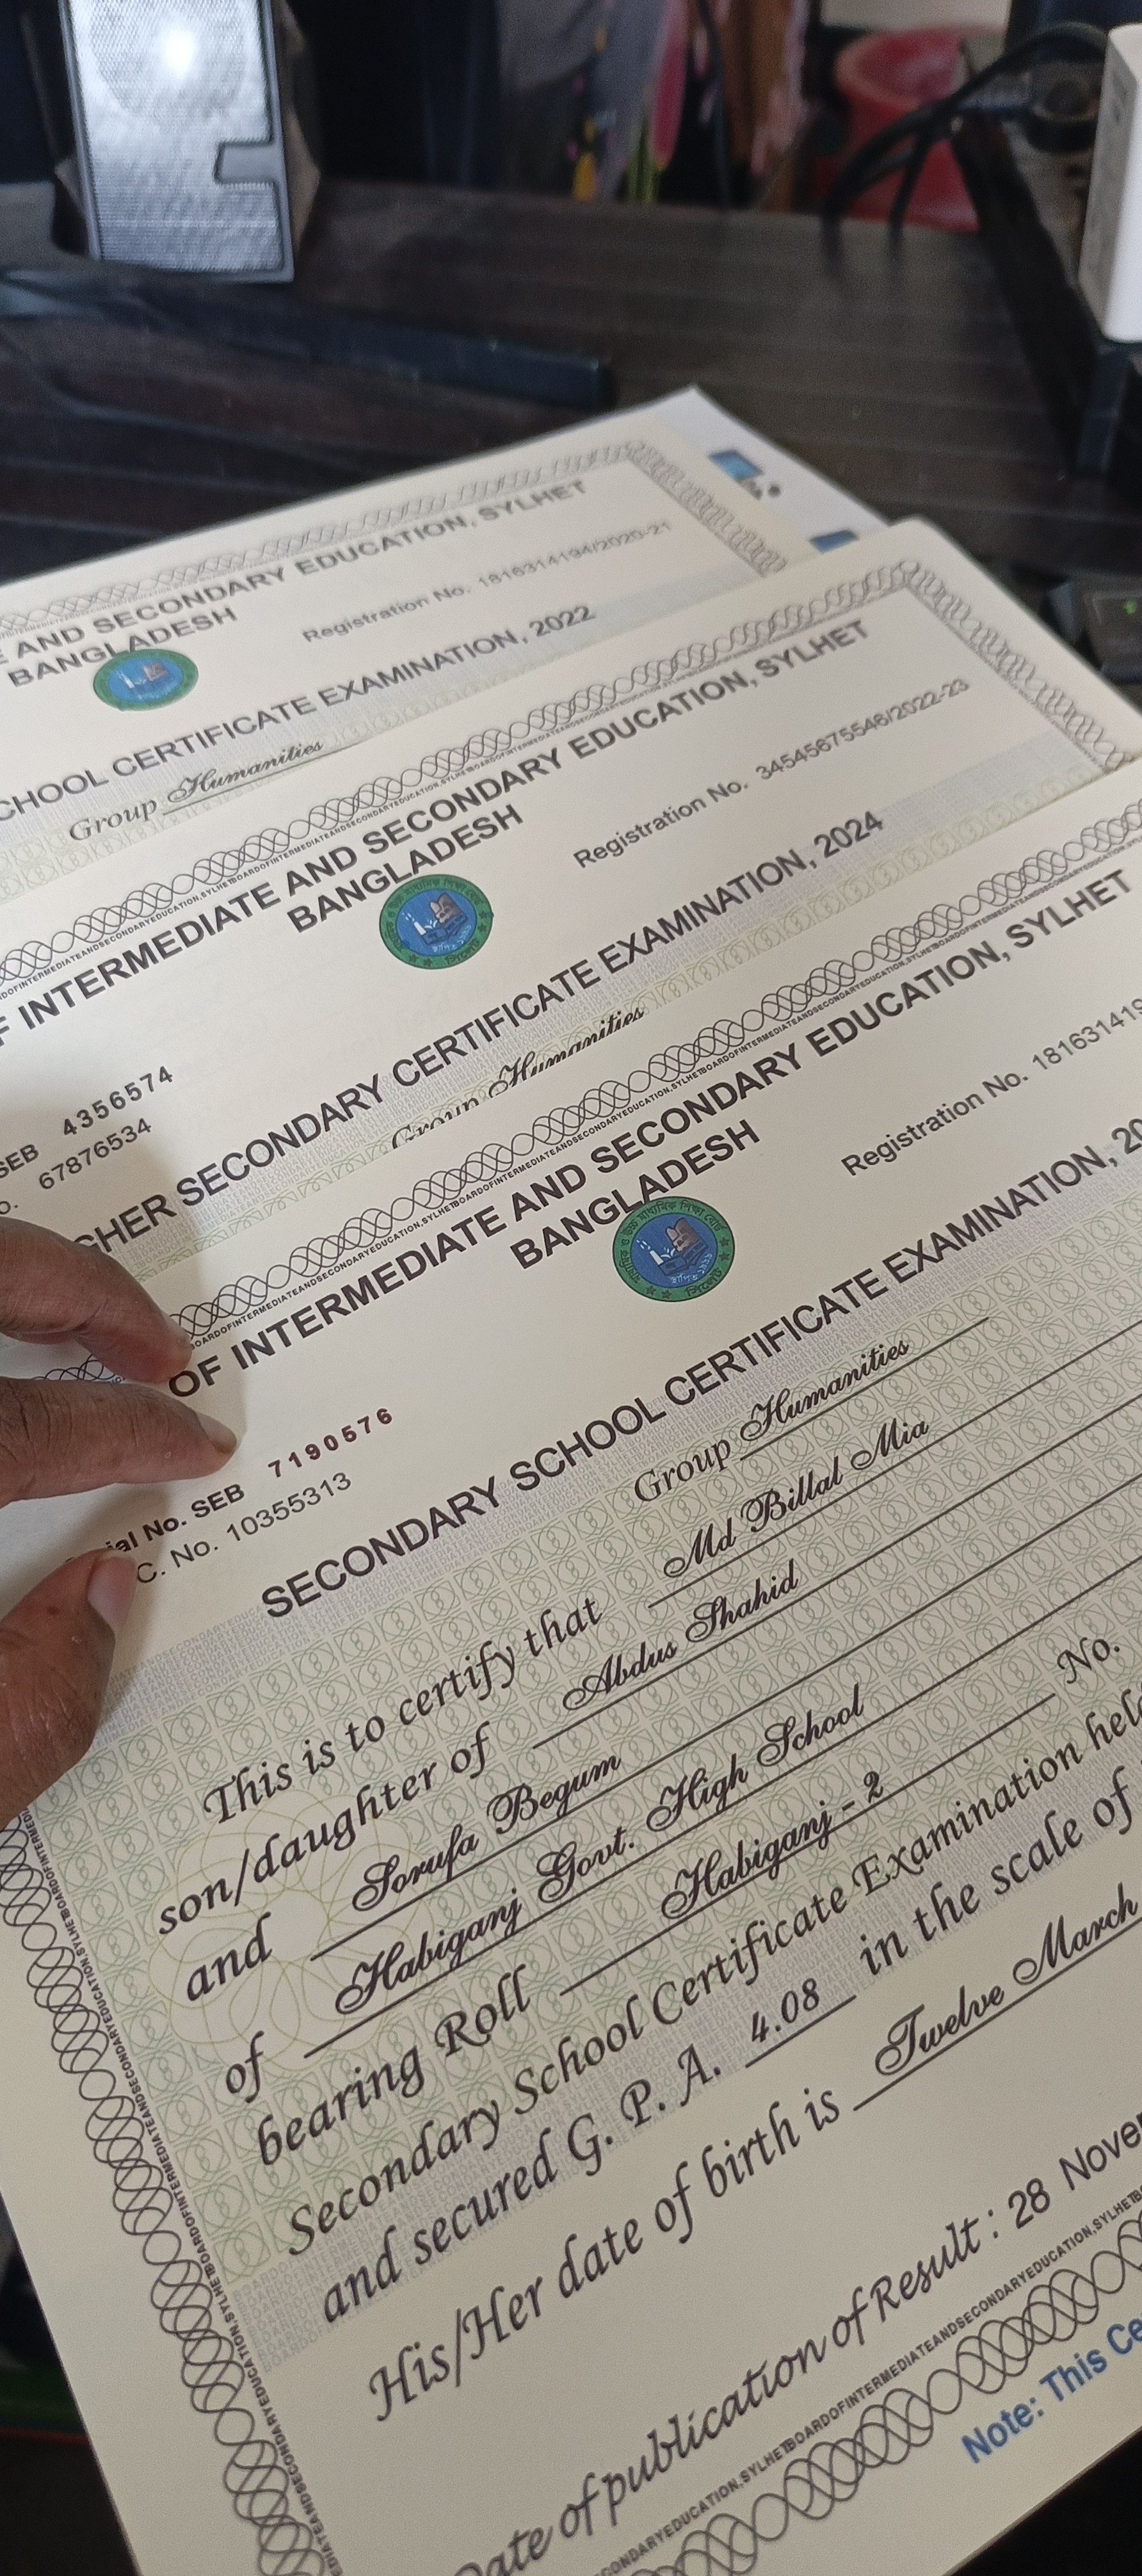 E AND SECONDARY EDUCATION, SYLHET
BANGLADESH
Registration No. 1816314194/2020-21
CHOOL CERTIFICATE EXAMINATION, 2022
Group Humanities
F INTERMEDIATE AND SECONDARY EDUCATION, SYLHET
BANGLADESH
Registration No. 34545675546/2022-23
SEB 4356574
o. 67876534
GHER SECONDARY CERTIFICATE EXAMINATION, 2024
Group Humanities
OF INTERMEDIATE AND SECONDARY EDUCATION, SYLHET
BANGLADESH
Registration No. 181631419
ial No. SEB 7190576
C. No. 10355313
SECONDARY SCHOOL CERTIFICATE EXAMINATION, 20
Group Humanities
This is to certify that Md Billal Mia
son/daughter of Abdus Shahid
and Sorufa Begum
of Habiganj Govt. High School
bearing Roll Habiganj - 2 No.
Secondary School Certificate Examination held
and secured G. P. A. 4.08 in the scale of
His/Her date of birth is Twelve March
Date of publication of Result : 28 Nove
Note: This Ce